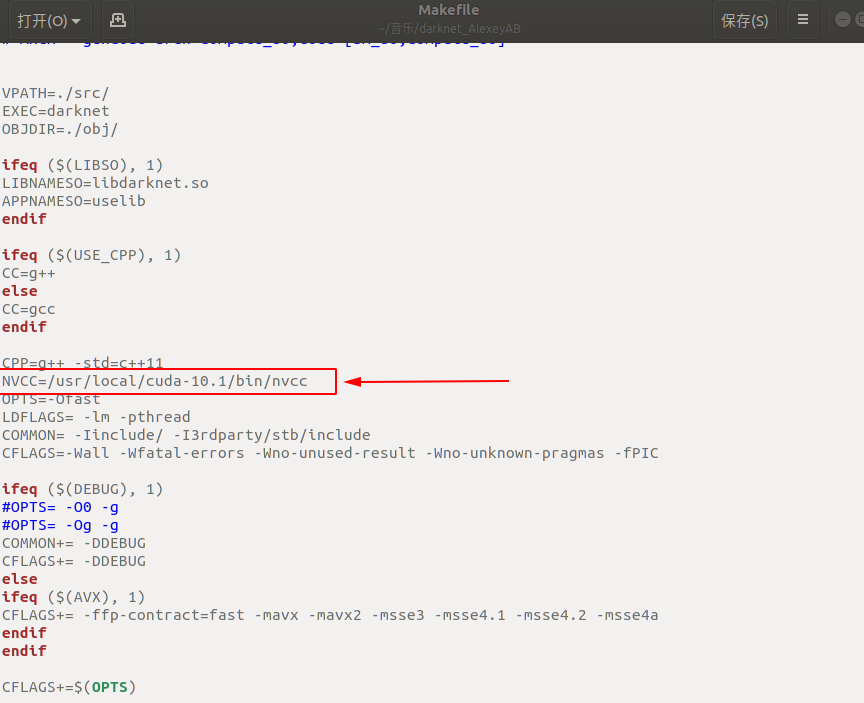 打开(O)
Makefile
~/音乐/darknet_AlexeyAB
保存(S)
VPATH=./src/
EXEC=darknet
OBJDIR=./obj/
ifeq ($(LIBSO), 1)
LIBNAMESO=libdarknet.so
APPNAMESO=uselib
endif
ifeq ($(USE_CPP), 1)
CC=g++
else
CC=gcc
endif
CPP=g++ -std=c++11
NVCC=/usr/local/cuda-10.1/bin/nvcc
OPTS=-Ofast
LDFLAGS= -lm -pthread
COMMON= -Iinclude/ -I3rdparty/stb/include
CFLAGS=-Wall -Wfatal-errors -Wno-unused-result -Wno-unknown-pragmas -fPIC
ifeq ($(DEBUG), 1)
#OPTS= -O0 -g
#OPTS= -Og -g
COMMON+= -DDEBUG
CFLAGS+= -DDEBUG
else
ifeq ($(AVX), 1)
CFLAGS+= -ffp-contract=fast -mavx -mavx2 -msse3 -msse4.1 -msse4.2 -msse4a
endif
endif
CFLAGS+=$(OPTS)